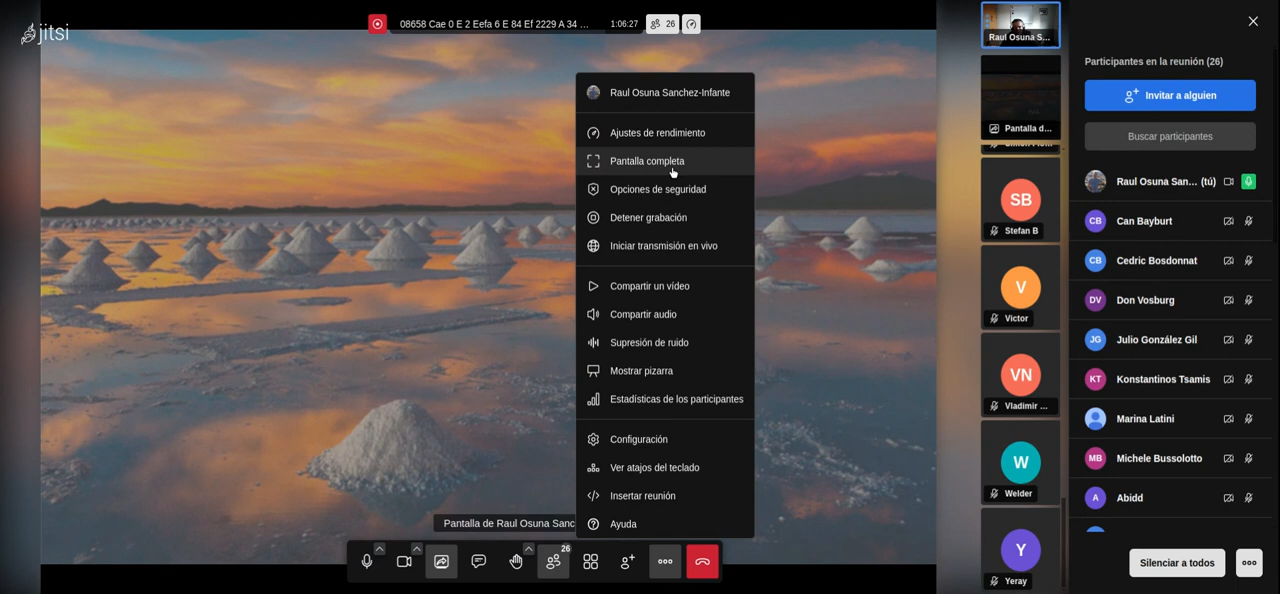 jitsi
08658 Cae 0 E 2 Eefa 6 E 84 Ef 2229 A 34 ...
1:06:27
26
Raul Osuna Sanchez-Infante
Ajustes de rendimiento
Pantalla completa
Opciones de seguridad
Detener grabación
Iniciar transmisión en vivo
Compartir un vídeo
Compartir audio
Supresión de ruido
Mostrar pizarra
Estadísticas de los participantes
Configuración
Ver atajos del teclado
Insertar reunión
Ayuda
Pantalla de Raul Osuna Sanc
26
Raul Osuna S...
Pantalla d...
SB
Stefan B
V
Victor
VN
Vladimir ...
W
Welder
Y
Yeray
Participantes en la reunión (26)
Invitar a alguien
Buscar participantes
Raul Osuna San... (tú)
CB
Can Bayburt
CB
Cedric Bosdonnat
DV
Don Vosburg
JG
Julio González Gil
KT
Konstantinos Tsamis
Marina Latini
MB
Michele Bussolotto
A
Abidd
Silenciar a todos